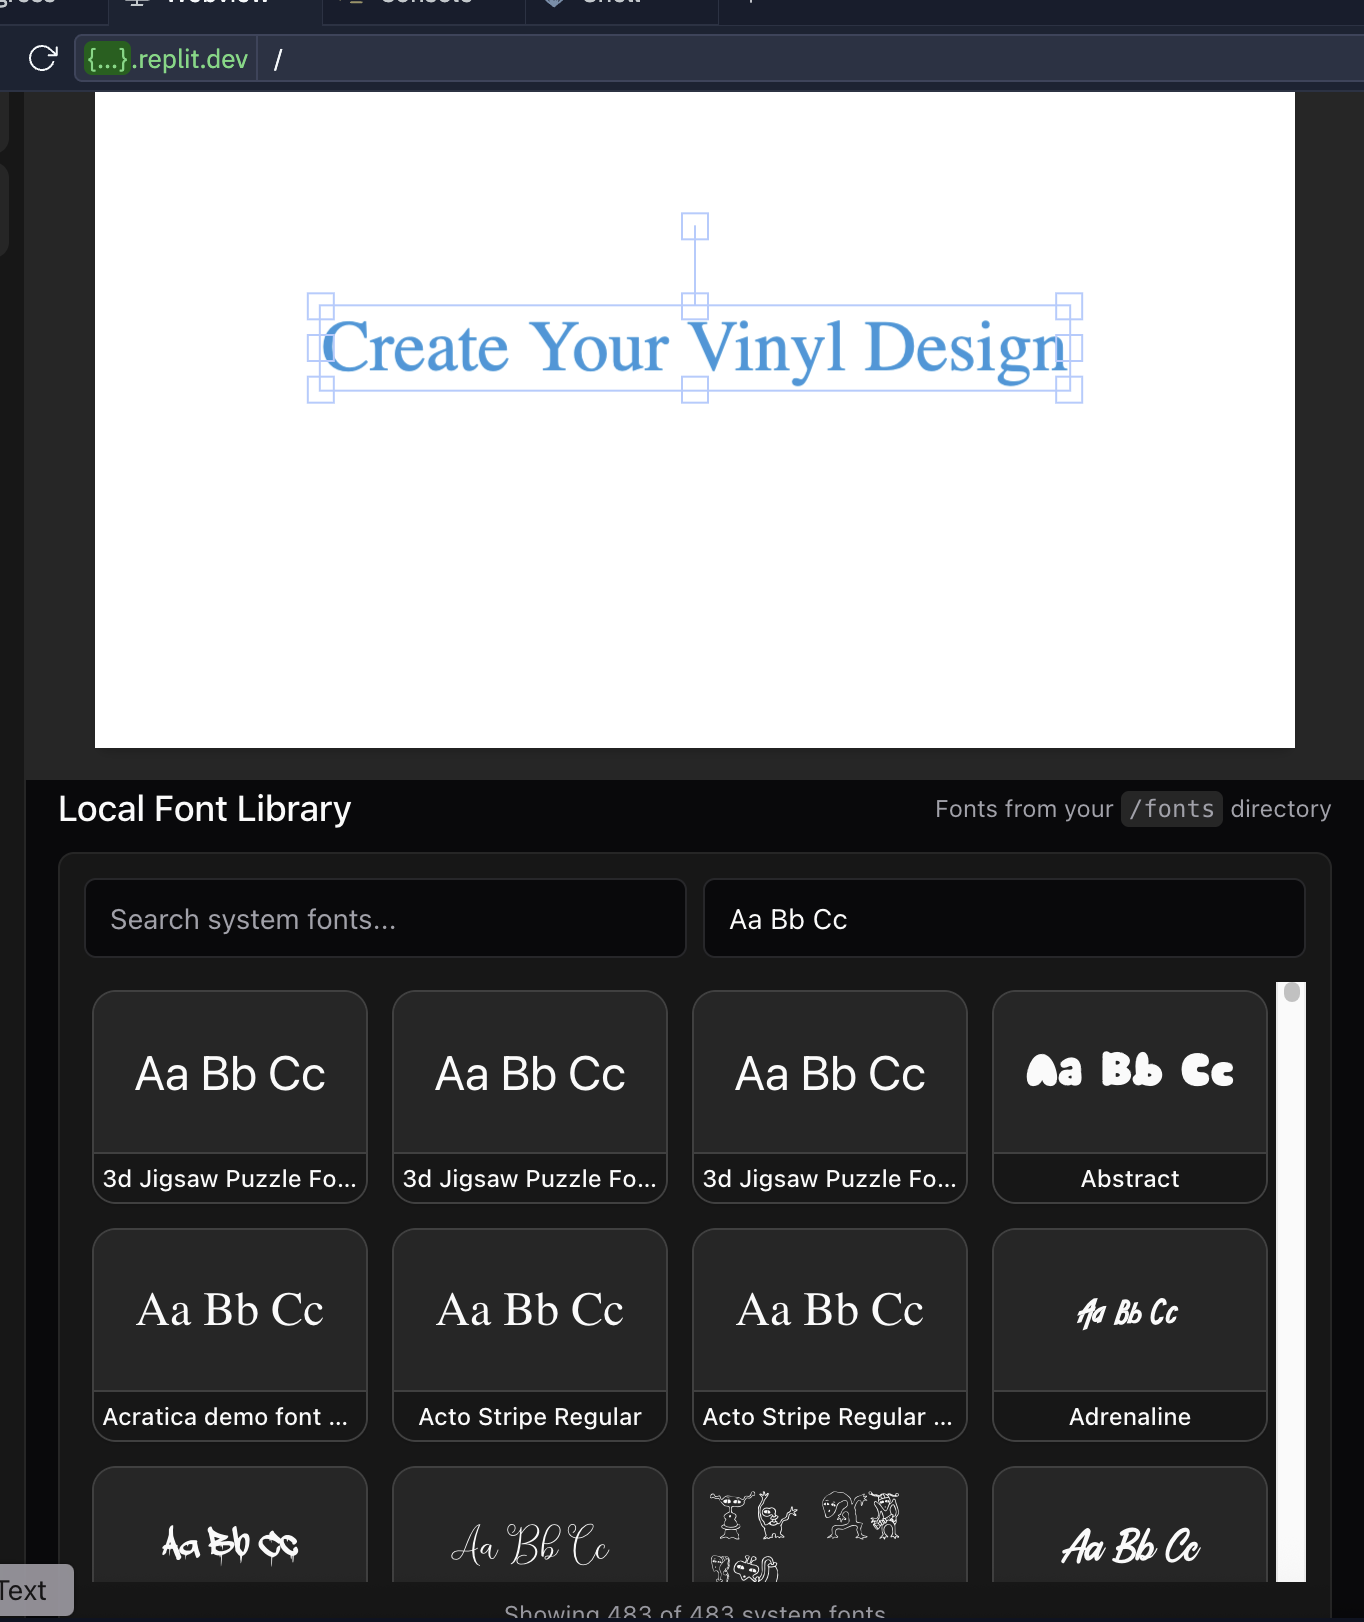 {...}.replit.dev /
Create Your Vinyl Design
Local Font Library
Fonts from your /fonts directory
Search system fonts...
Aa Bb Cc
Aa Bb Cc
Aa Bb Cc
Aa Bb Cc
Aa Bb Cc
3d Jigsaw Puzzle Fo...
3d Jigsaw Puzzle Fo...
3d Jigsaw Puzzle Fo...
Abstract
Aa Bb Cc
Aa Bb Cc
Aa Bb Cc
Aa Bb Cc
Acratica demo font ...
Acto Stripe Regular
Acto Stripe Regular ...
Adrenaline
Aa Bb Cc
Aa Bb Cc
Aa Bb Cc
Text
Showing 483 of 483 system fonts